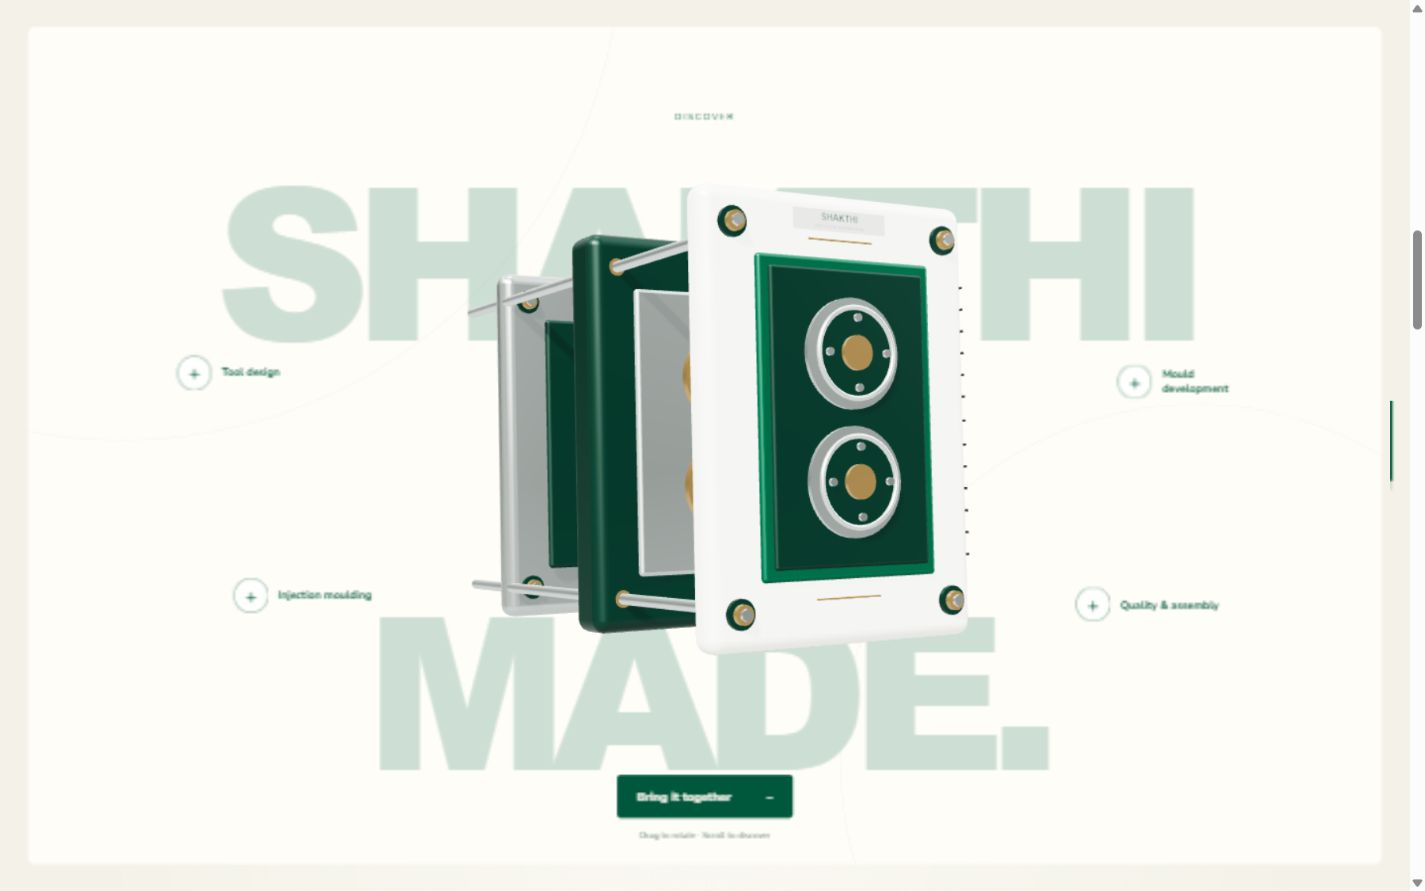 DISCOVER
SHAKTHI
SHAKTHI
Tool design
Mould
development
Injection moulding
Quality & assembly
MADE.
Bring it together −
Drag to rotate · Scroll to discover